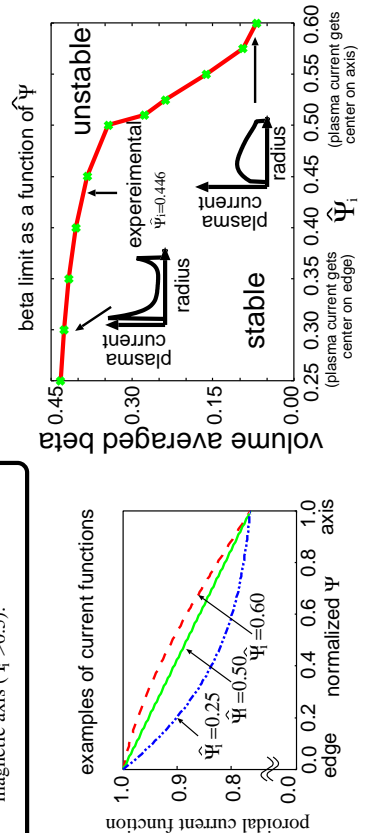 magnetic axis (
>0.5).
examples of current functions
poroidal current function
1.0
0.9
0.8
0.0
Ψ̂i=0.25
Ψ̂i=0.50
Ψ̂i=0.60
0.0 0.2 0.4 0.6 0.8 1.0
edge normalized Ψ axis
beta limit as a function of Ψ̂
volume averaged beta
0.45
0.30
0.15
0.00
unstable
expereimental
Ψ̂i=0.446
plasma
current
radius
plasma
current
radius
stable
0.25 0.30 0.35 0.40 0.45 0.50 0.55 0.60
Ψ̂i
(plasma current gets
center on edge)
(plasma current gets
center on axis)